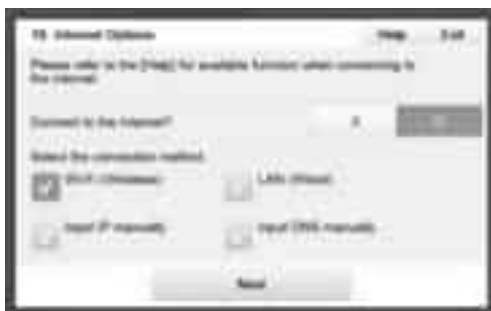 Internet Options
Help
Please refer to the [Help] for available function when connecting to
the internet.
Connect to the Internet?
Select the connection method.
Wi-Fi (Wireless)
LAN (Wired)
Input IP manually
Input DNS manually
Next